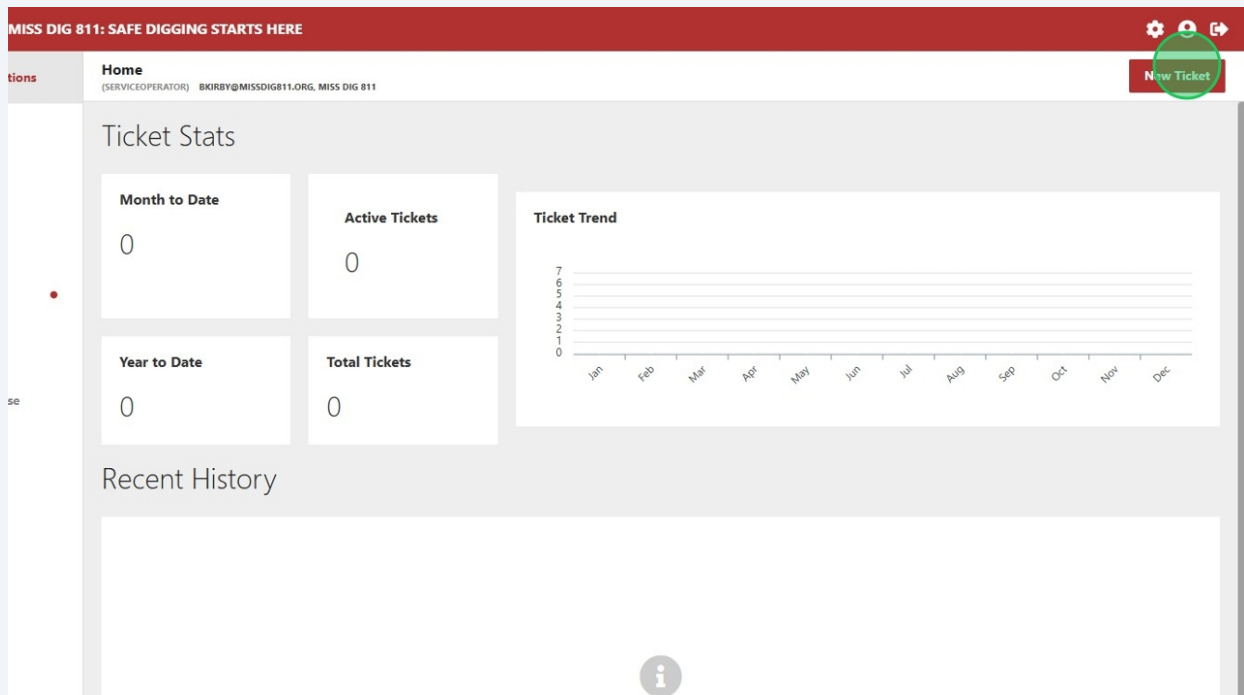 MISS DIG 811: SAFE DIGGING STARTS HERE
tions
Home
(SERVICEOPERATOR) BKIRBY@MISSDIG811.ORG, MISS DIG 811
New Ticket
Ticket Stats
Month to Date
0
Active Tickets
0
Ticket Trend
7
6
5
4
3
2
1
0
Jan Feb Mar Apr May Jun Jul Aug Sep Oct Nov Dec
Year to Date
0
Total Tickets
0
se
Recent History